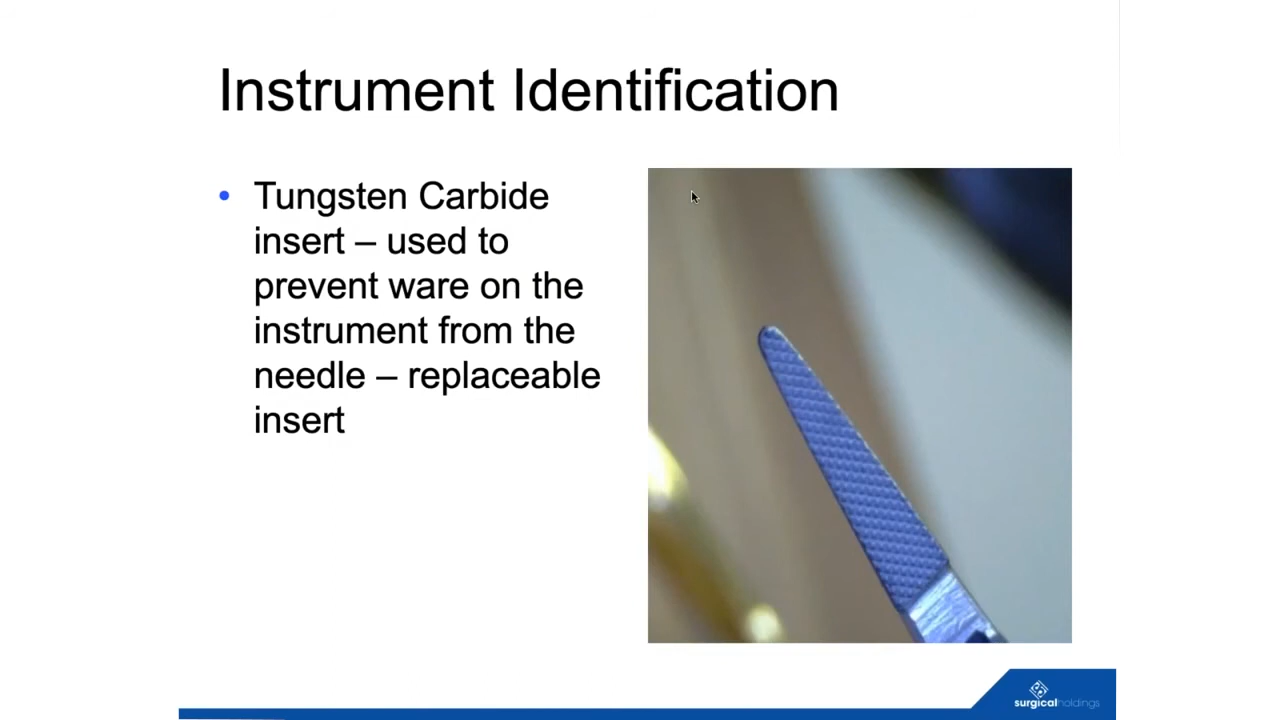 Instrument Identification
• Tungsten Carbide
insert – used to
prevent ware on the
instrument from the
needle – replaceable
insert
surgicalholdings